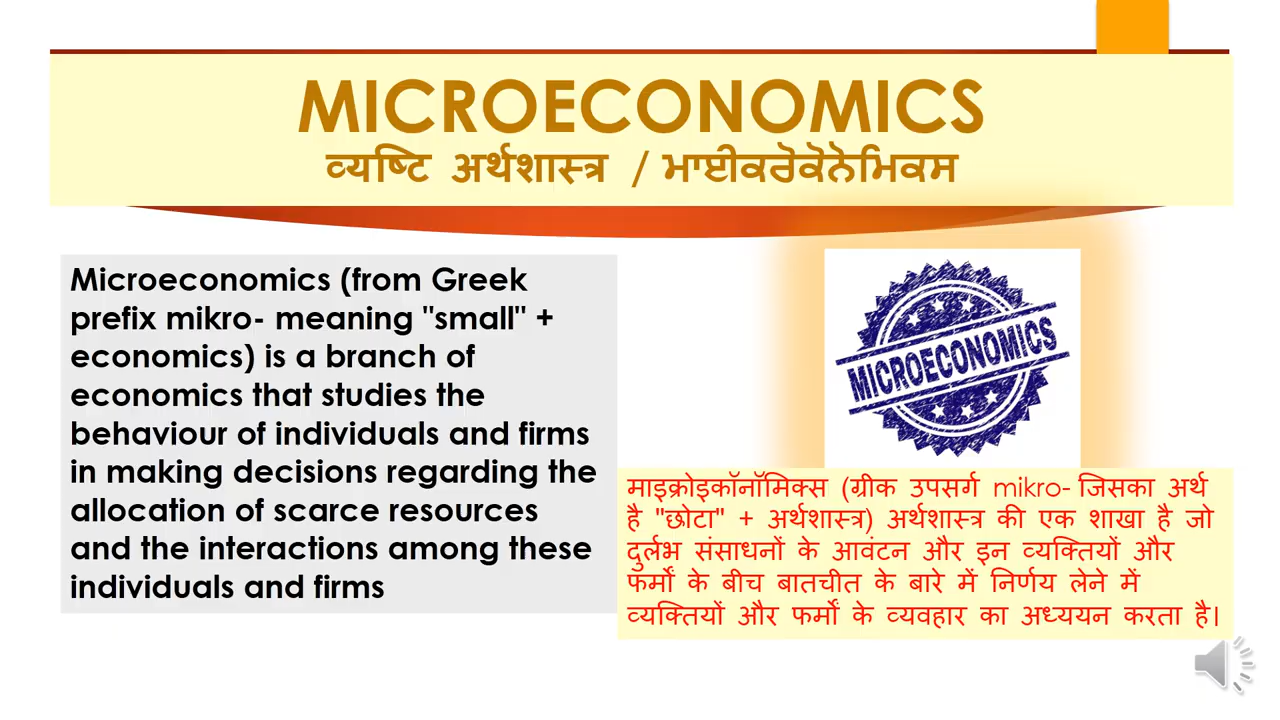 MICROECONOMICS
व्यष्टि अर्थशास्त्र / ਮਾਈਕਰੋਕੋਨੋਮਿਕਸ
Microeconomics (from Greek
prefix mikro- meaning "small" +
economics) is a branch of
economics that studies the
behaviour of individuals and firms
in making decisions regarding the
allocation of scarce resources
and the interactions among these
individuals and firms
MICROECONOMICS
माइक्रोइकॉनॉमिक्स (ग्रीक उपसर्ग mikro- जिसका अर्थ
है "छोटा" + अर्थशास्त्र) अर्थशास्त्र की एक शाखा है जो
दुर्लभ संसाधनों के आवंटन और इन व्यक्तियों और
फर्मों के बीच बातचीत के बारे में निर्णय लेने में
व्यक्तियों और फर्मों के व्यवहार का अध्ययन करता है।